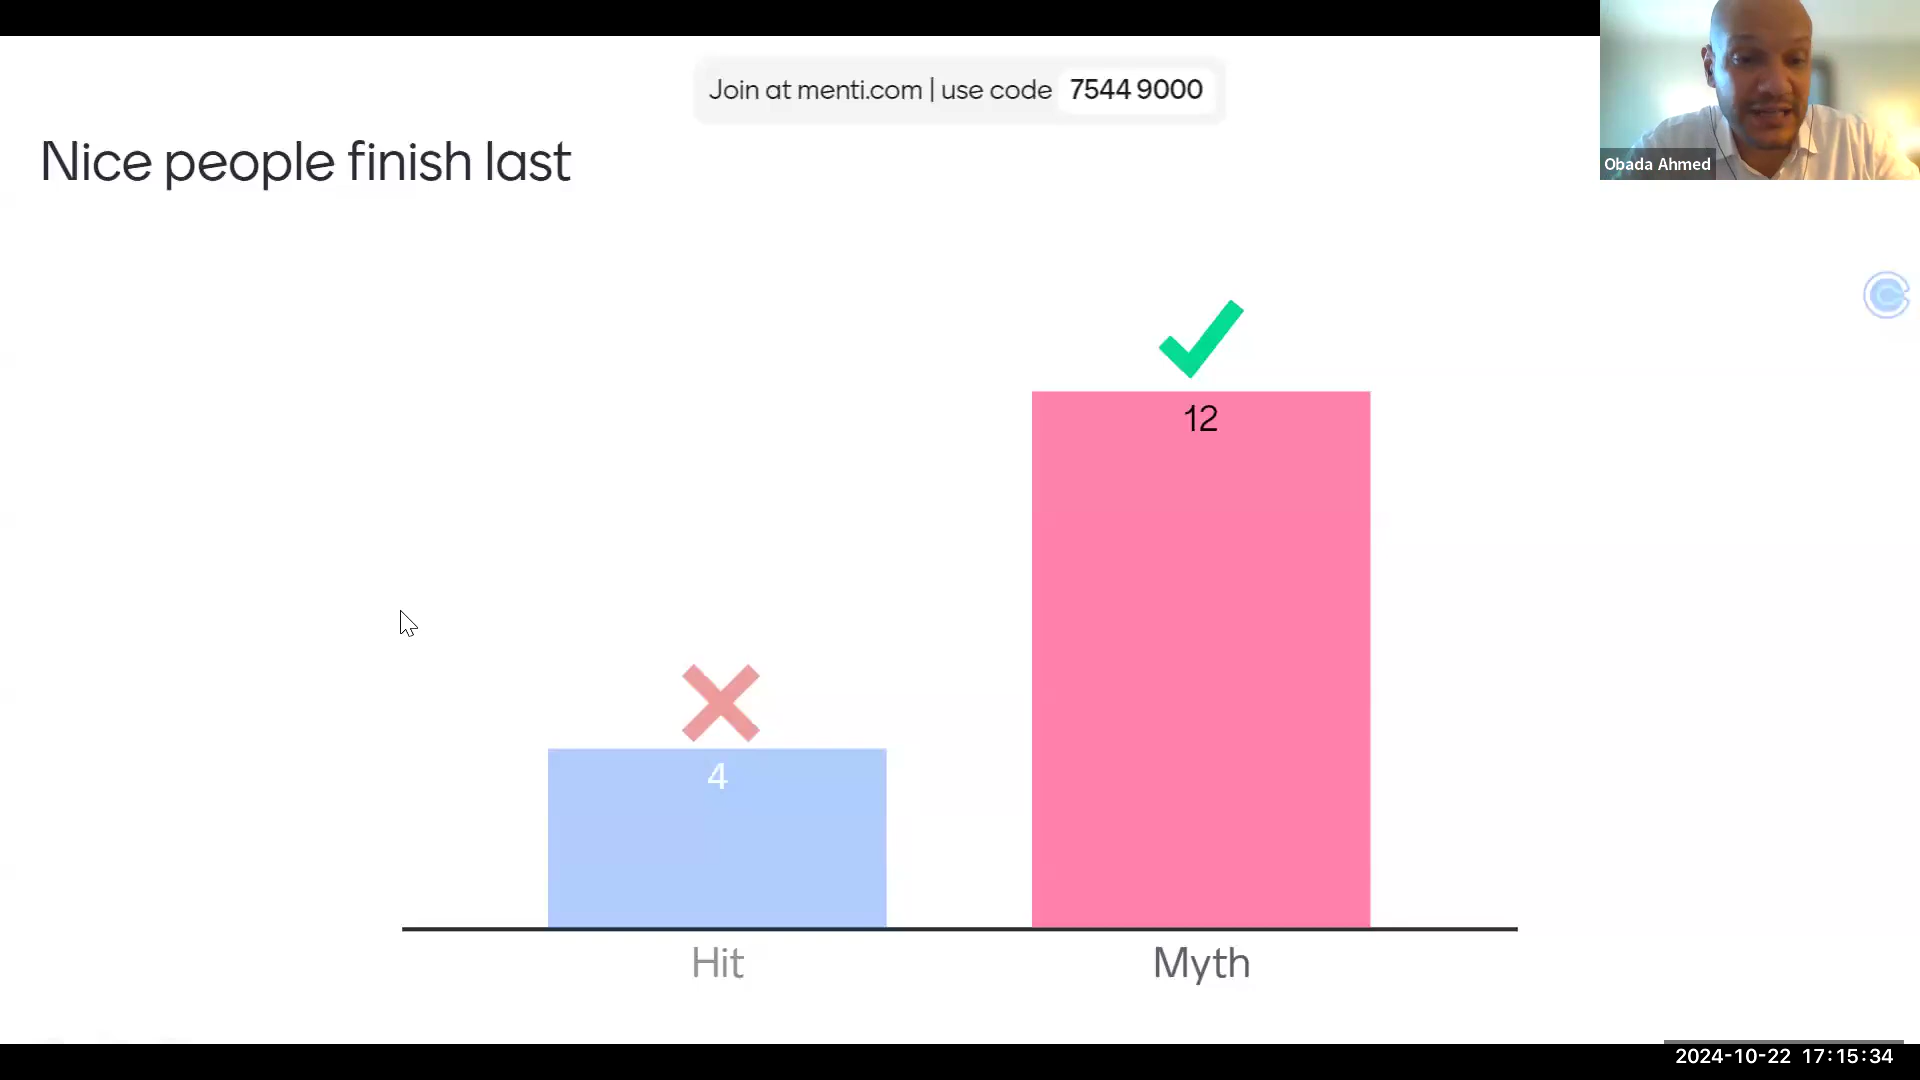 Join at menti.com | use code 7544 9000
Nice people finish last
Obada Ahmed
12
4
Hit
Myth
2024-10-22 17:15:34